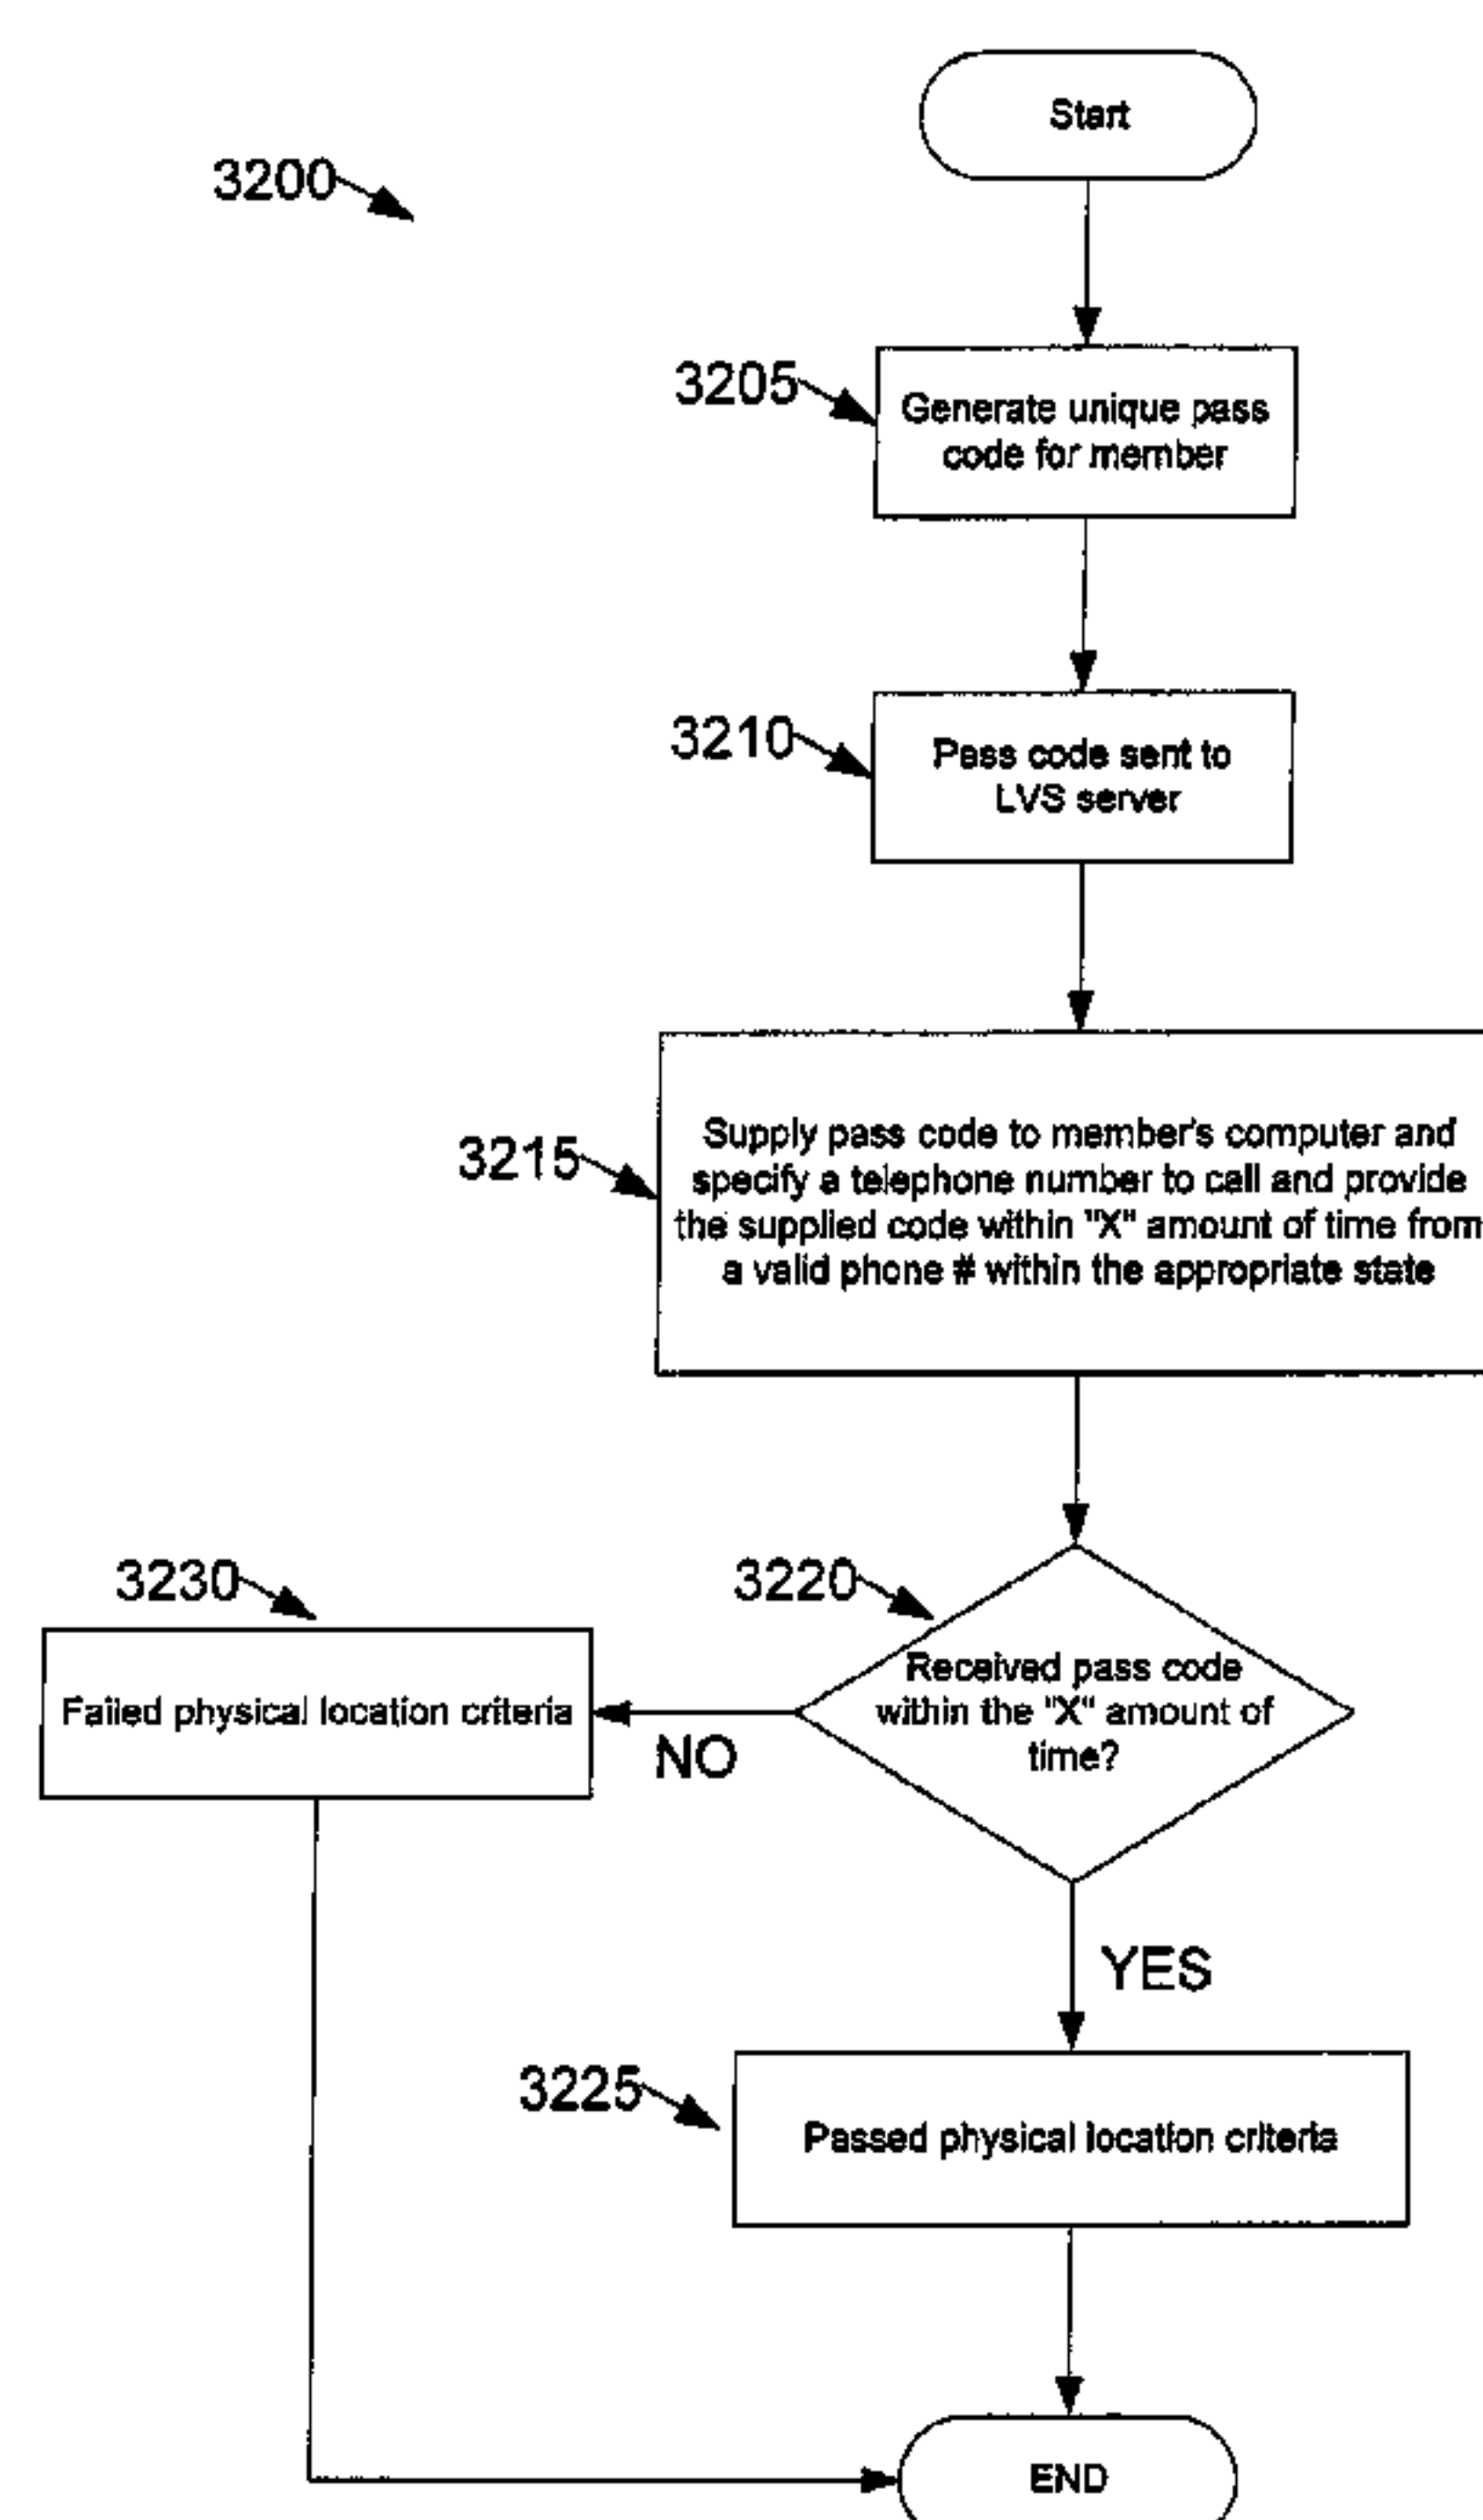 Start
3200
3205
Generate unique pass
code for member
3210
Pass code sent to
LVS server
3215
Supply pass code to member's computer and
specify a telephone number to call and provide
the supplied code within "X" amount of time from
a valid phone # within the appropriate state
3230
3220
Received pass code
within the "X" amount of
time?
Failed physical location criteria
NO
YES
3225
Passed physical location criteria
END